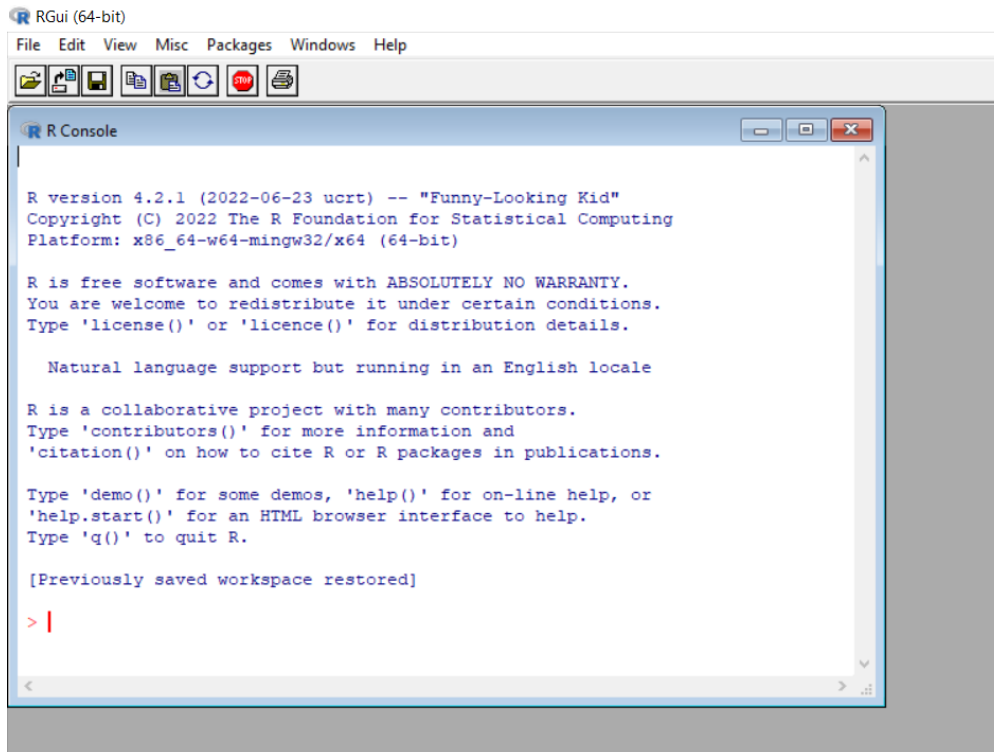 RGui (64-bit)
File Edit View Misc Packages Windows Help
STOP
R Console
R version 4.2.1 (2022-06-23 ucrt) -- "Funny-Looking Kid"
Copyright (C) 2022 The R Foundation for Statistical Computing
Platform: x86_64-w64-mingw32/x64 (64-bit)
R is free software and comes with ABSOLUTELY NO WARRANTY.
You are welcome to redistribute it under certain conditions.
Type 'license()' or 'licence()' for distribution details.
Natural language support but running in an English locale
R is a collaborative project with many contributors.
Type 'contributors()' for more information and
'citation()' on how to cite R or R packages in publications.
Type 'demo()' for some demos, 'help()' for on-line help, or
'help.start()' for an HTML browser interface to help.
Type 'q()' to quit R.
[Previously saved workspace restored]
>